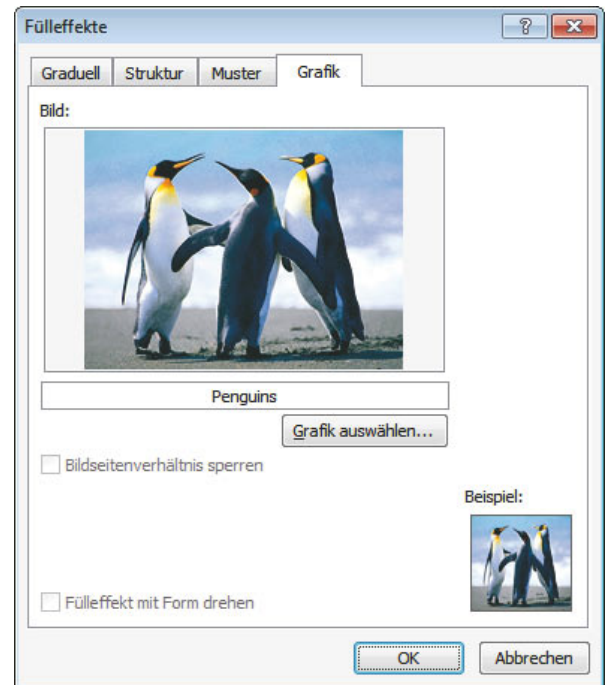 Fülleffekte
Graduell Struktur Muster Grafik
Bild:
Penguins
Grafik auswählen...
Bildseitenverhältnis sperren
Beispiel:
Fülleffekt mit Form drehen
OK Abbrechen